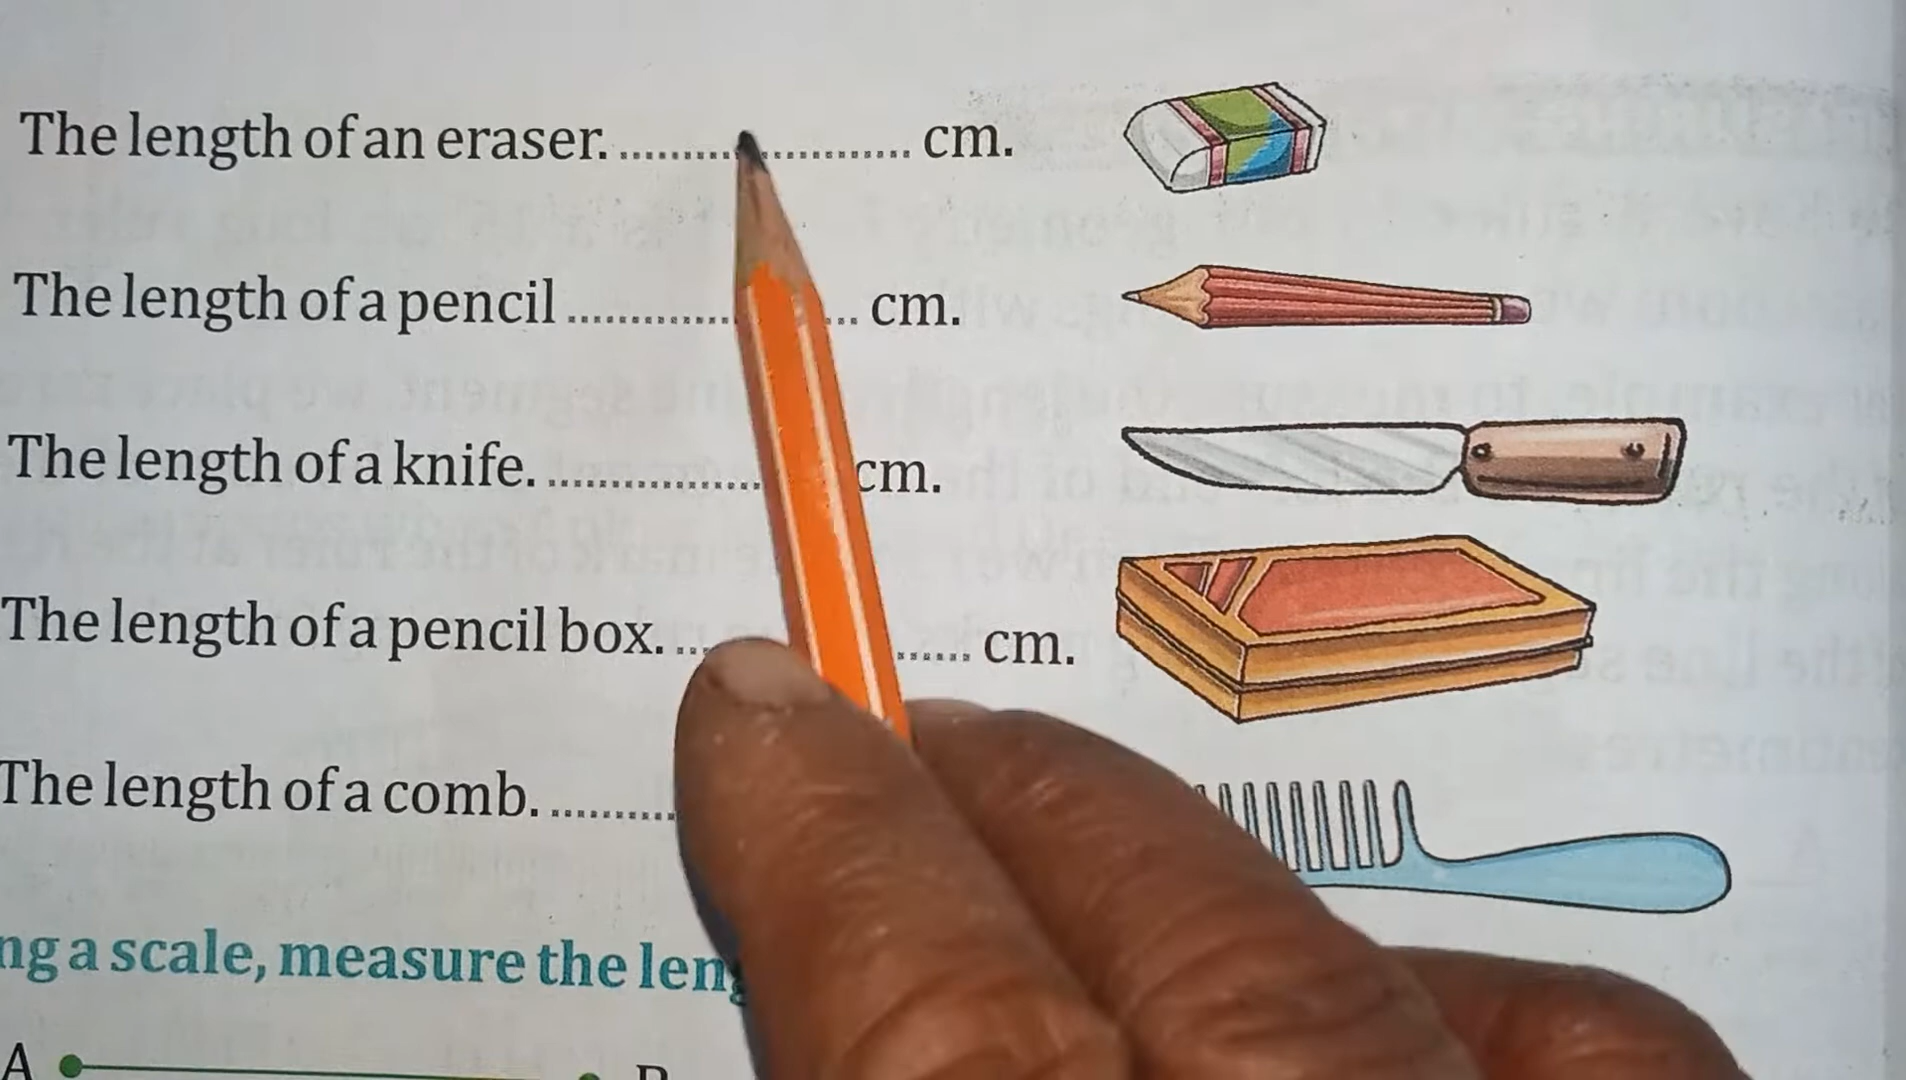 The length of an eraser. ........................ cm.
The length of a pencil ........................ cm.
The length of a knife. .................... cm.
The length of a pencil box. ............ cm.
The length of a comb. ............
ng a scale, measure the leng
A